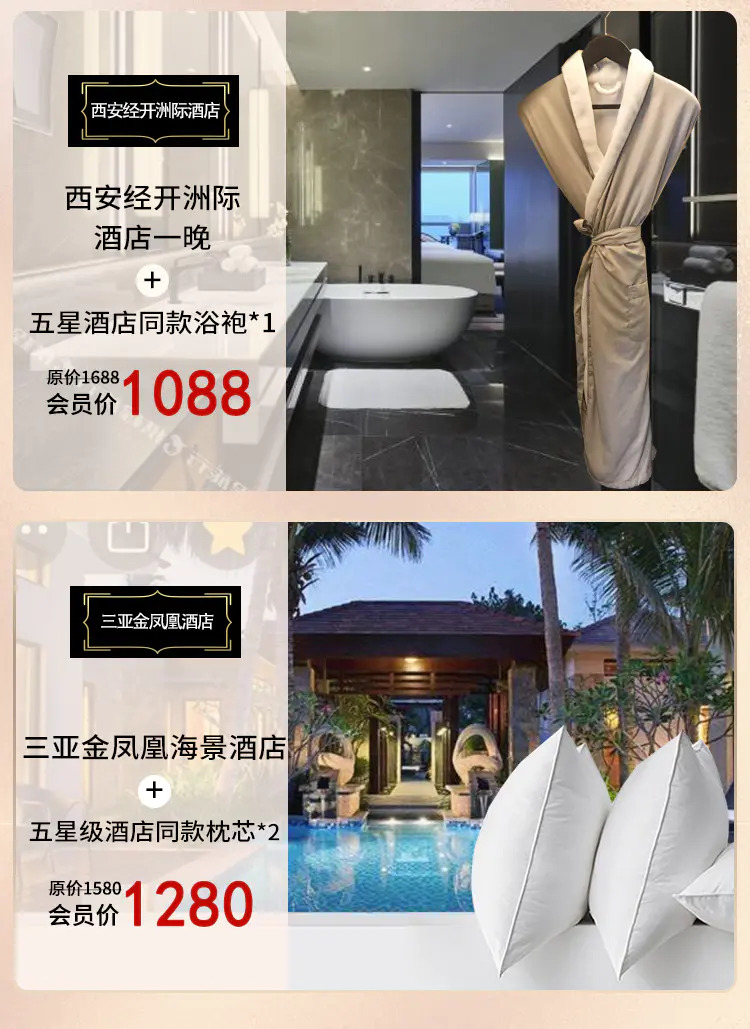 西安经开洲际酒店
西安经开洲际
酒店一晚
+
五星酒店同款浴袍*1
原价1688
会员价1088
三亚金凤凰酒店
三亚金凤凰海景酒店
+
五星级酒店同款枕芯*2
原价1580
会员价1280